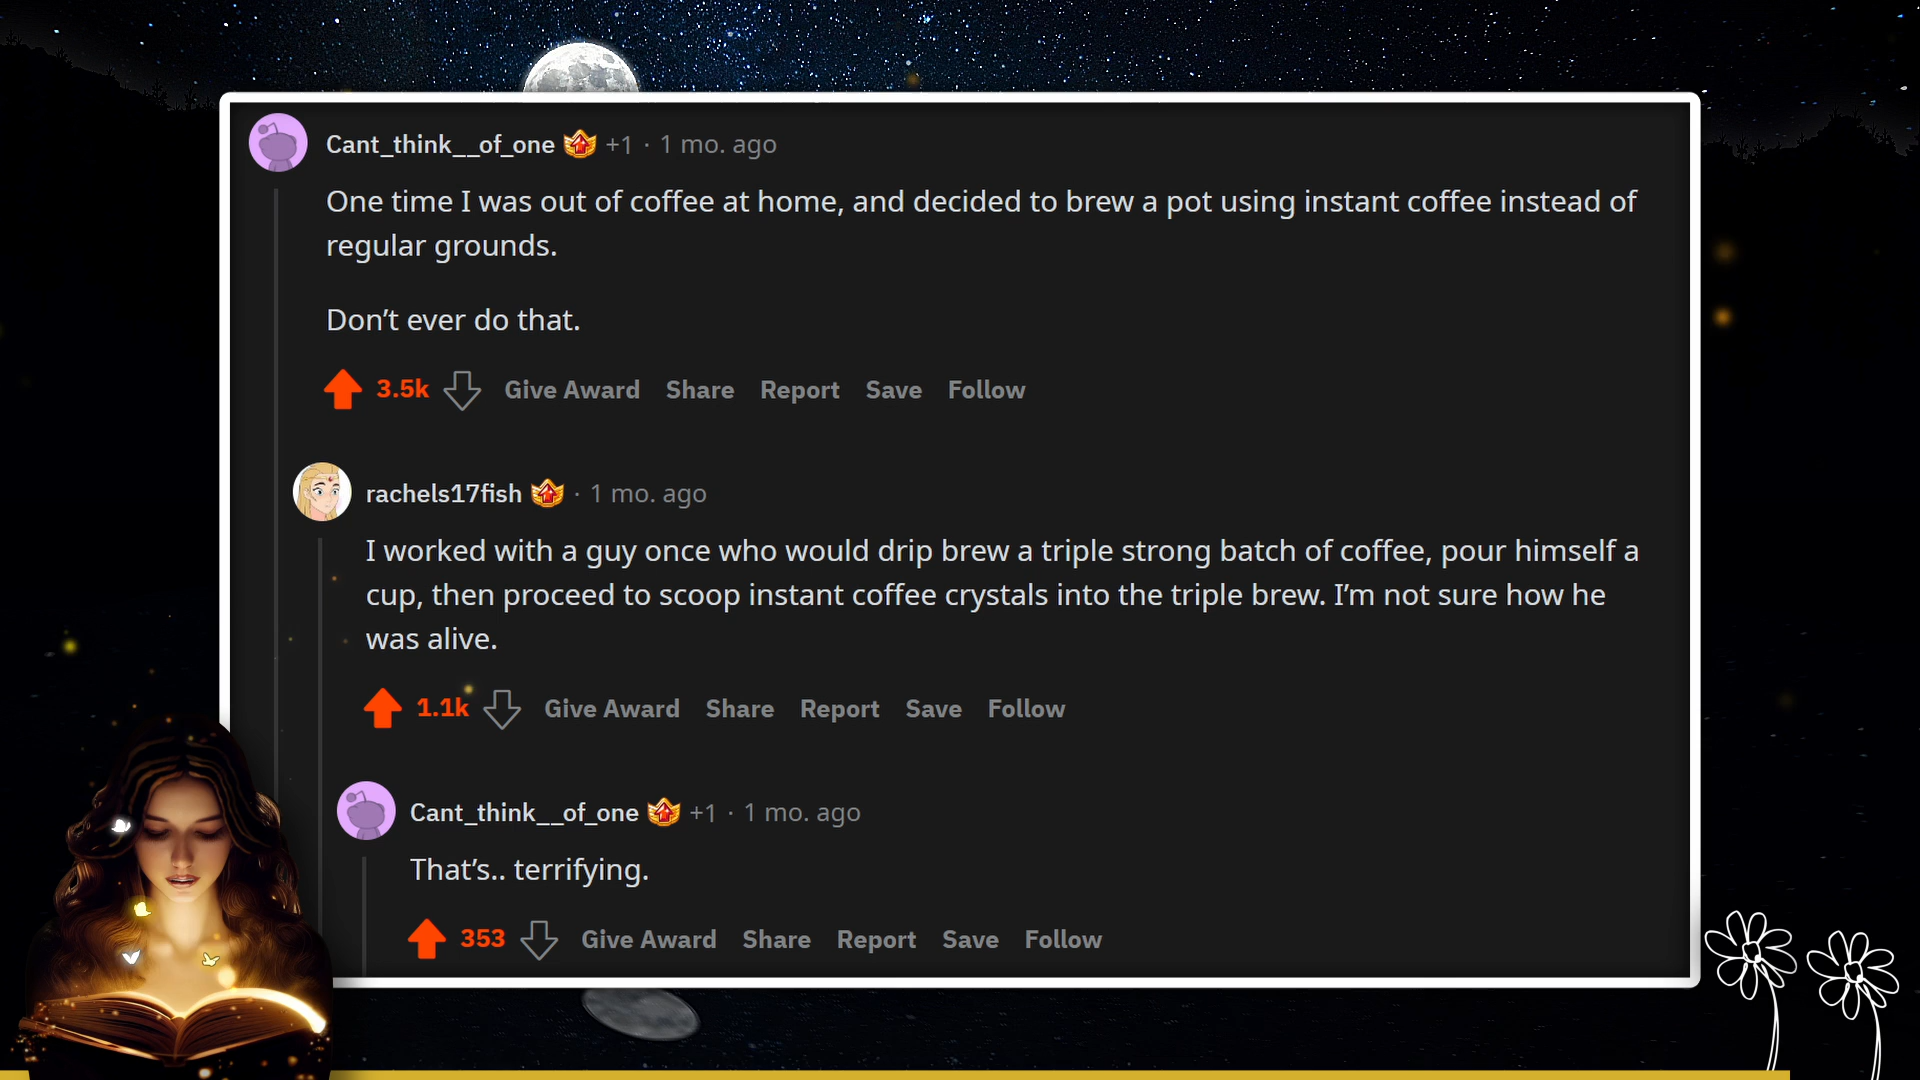 Cant_think__of_one +1 · 1 mo. ago
One time I was out of coffee at home, and decided to brew a pot using instant coffee instead of
regular grounds.
Don’t ever do that.
3.5k Give Award Share Report Save Follow
rachels17fish · 1 mo. ago
I worked with a guy once who would drip brew a triple strong batch of coffee, pour himself a
cup, then proceed to scoop instant coffee crystals into the triple brew. I’m not sure how he
was alive.
1.1k Give Award Share Report Save Follow
Cant_think__of_one +1 · 1 mo. ago
That’s.. terrifying.
353 Give Award Share Report Save Follow